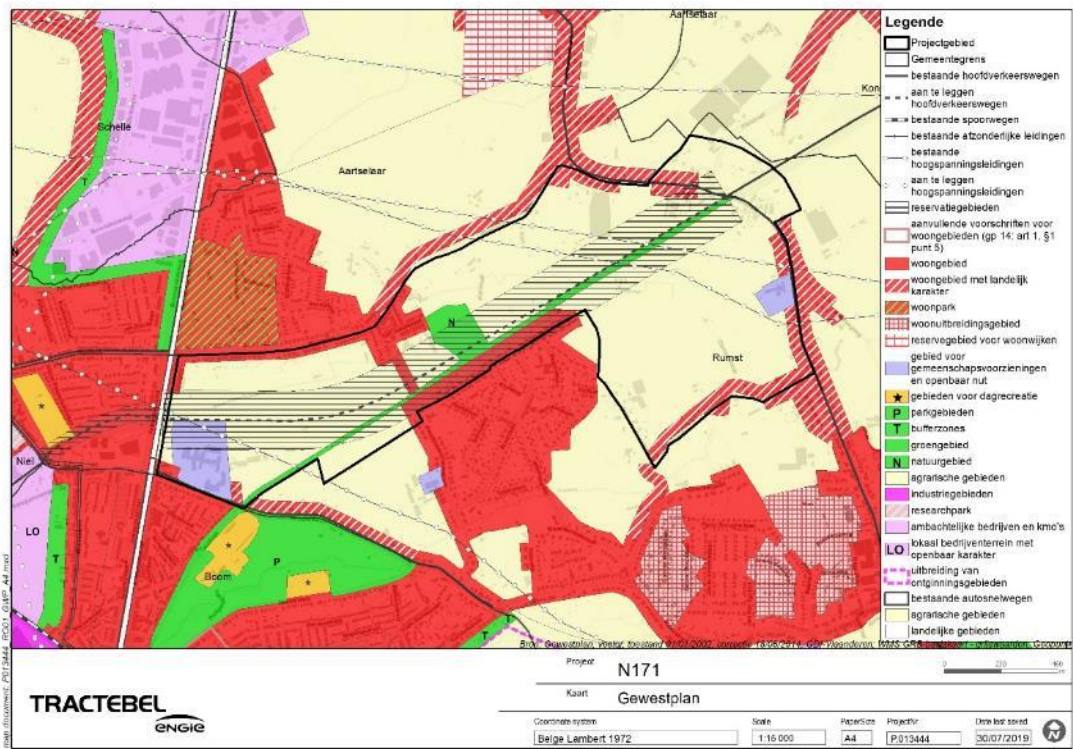 Aartselaar
Kon
Schelle
Aartselaar
T
N
Rumst
Niel
LO
T
Boom
P
T
T
Legende
Projectgebied
Gemeentegrens
bestaande hoofdverkeerswegen
aan te leggen
hoofdverkeerswegen
bestaande spoorwegen
bestaande afzonderlijke leidingen
bestaande
hoogspanningsleidingen
aan te leggen
hoogspanningsleidingen
reservatiegebieden
aanvullende voorschriften voor
woongebieden (gp 14: art 1, §1
punt 5)
woongebied
woongebied met landelijk
karakter
woonpark
woonuitbreidingsgebied
reservegebied voor woonwijken
gebied voor
gemeenschapsvoorzieningen
en openbaar nut
gebieden voor dagrecreatie
P parkgebieden
T bufferzones
groengebied
N natuurgebied
agrarische gebieden
industriegebieden
researchpark
ambachtelijke bedrijven en kmo's
LO lokaal bedrijventerrein met
openbaar karakter
uitbreiding van
ontginningsgebieden
bestaande autosnelwegen
agrarische gebieden
landelijke gebieden
Project N171
Kaart Gewestplan
TRACTEBEL
ENGIE
Coordinate system
Belge Lambert 1972
Scale
1:16 000
PaperSize
A4
ProjectNr
P.013444
Date last saved
30/07/2019
N